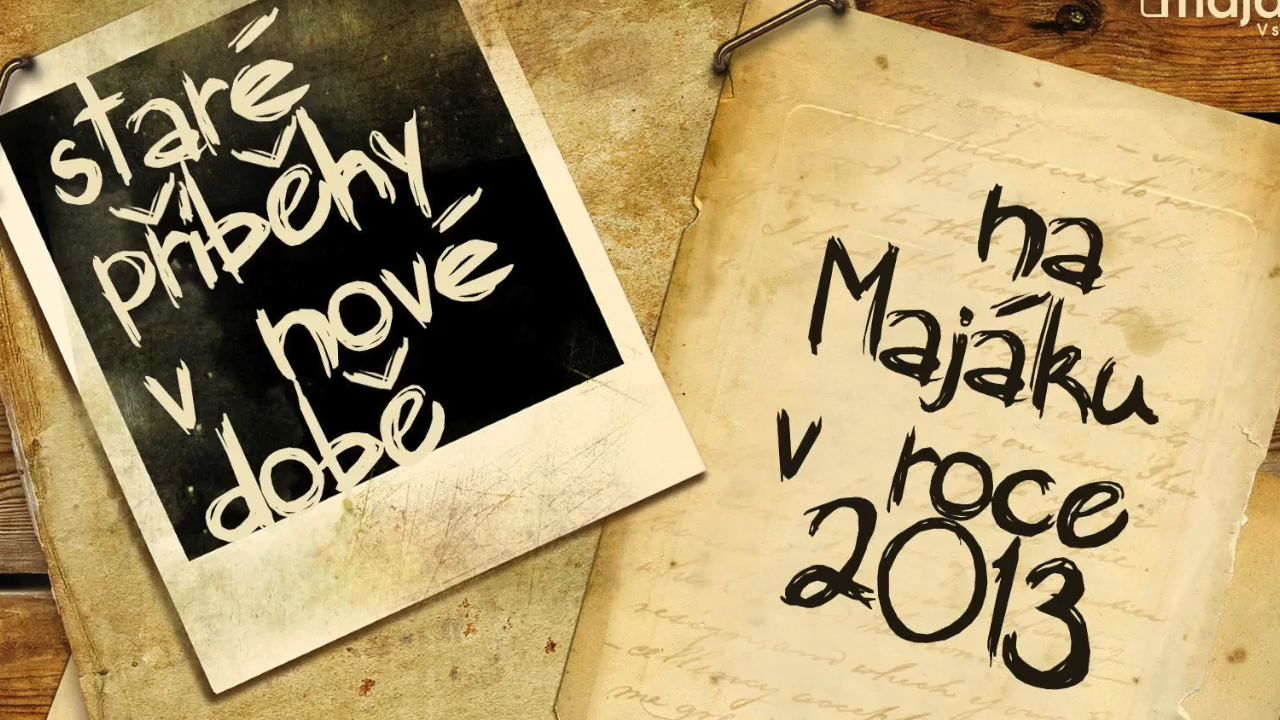 staré
příběhy
v nové
době
na
Majáku
v roce
2013